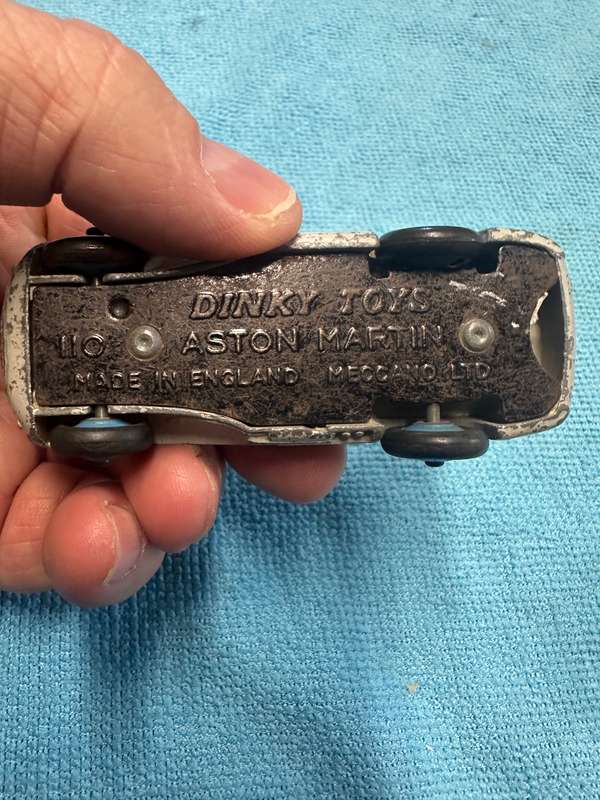 DINKY TOYS
110 ASTON MARTIN
MADE IN ENGLAND MECCANO LTD